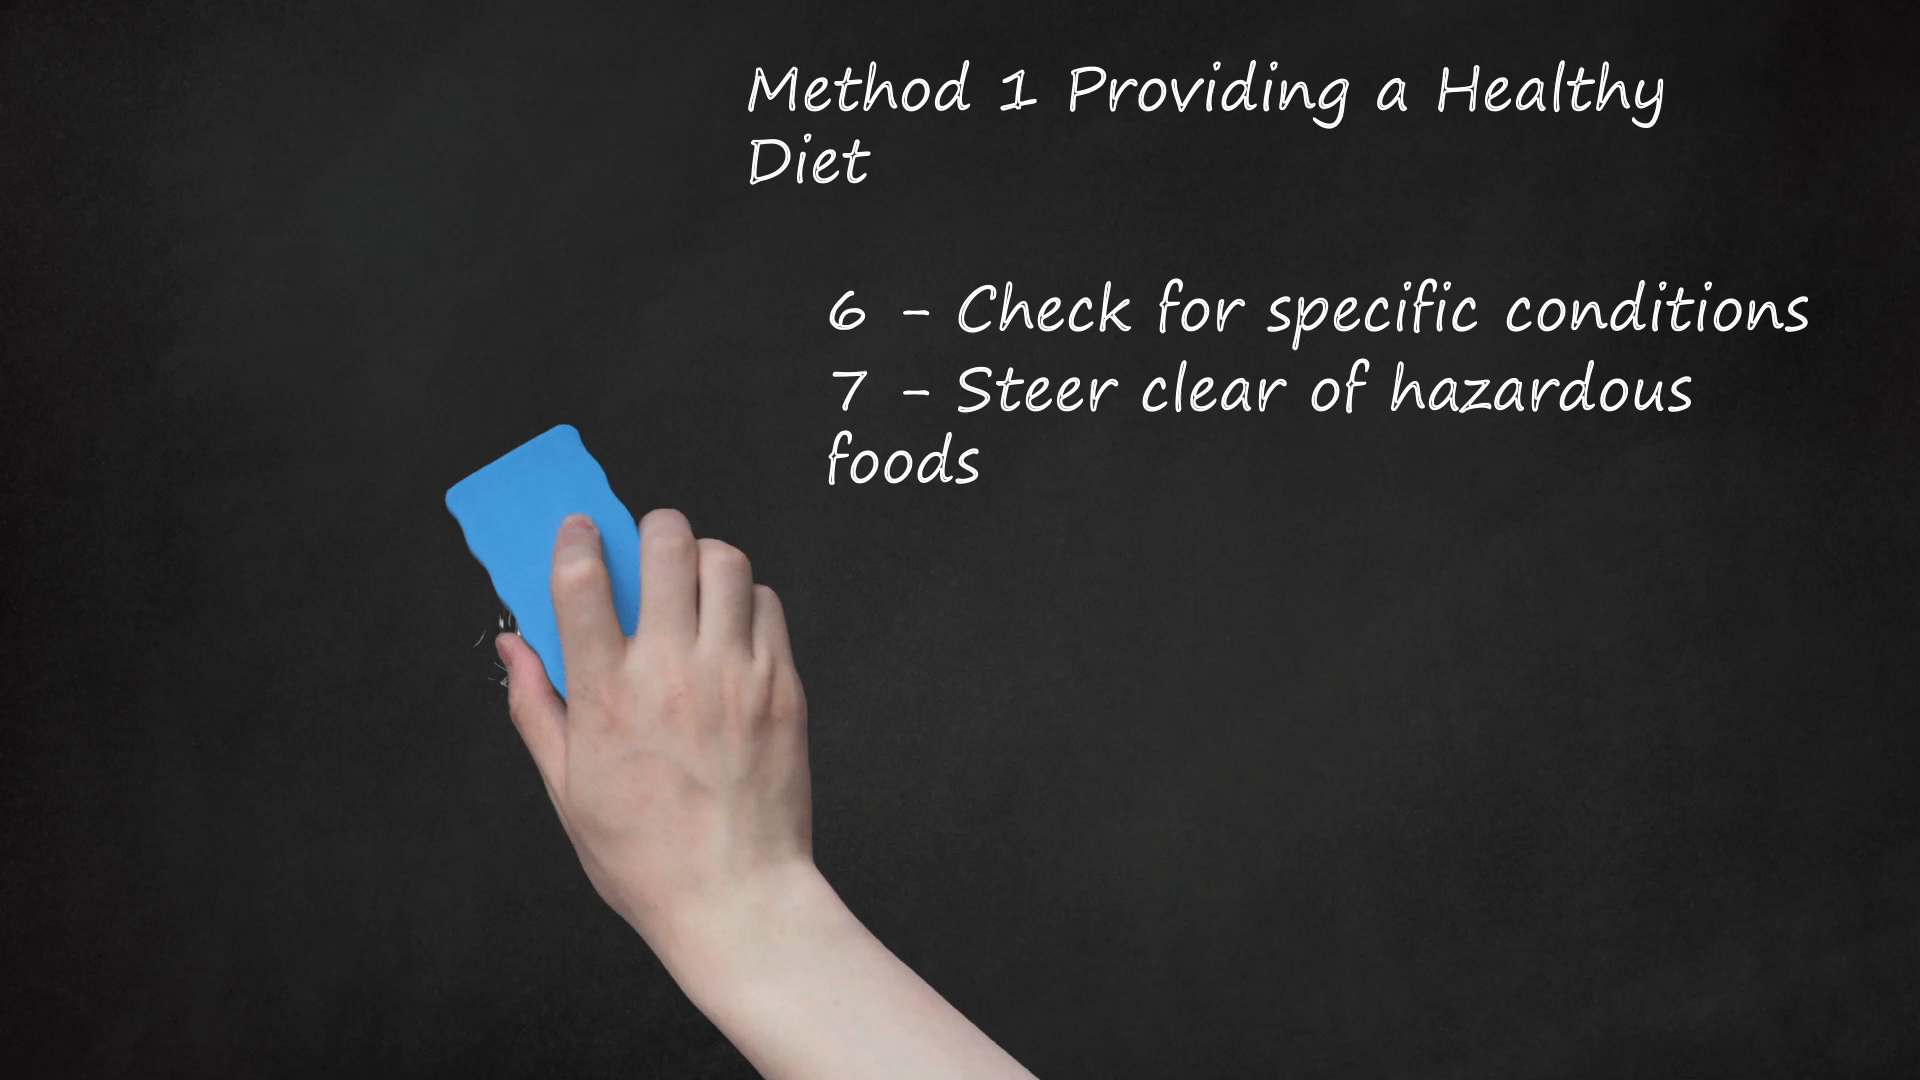 Method 1 Providing a Healthy
Diet
6 - Check for specific conditions
7 - Steer clear of hazardous
foods